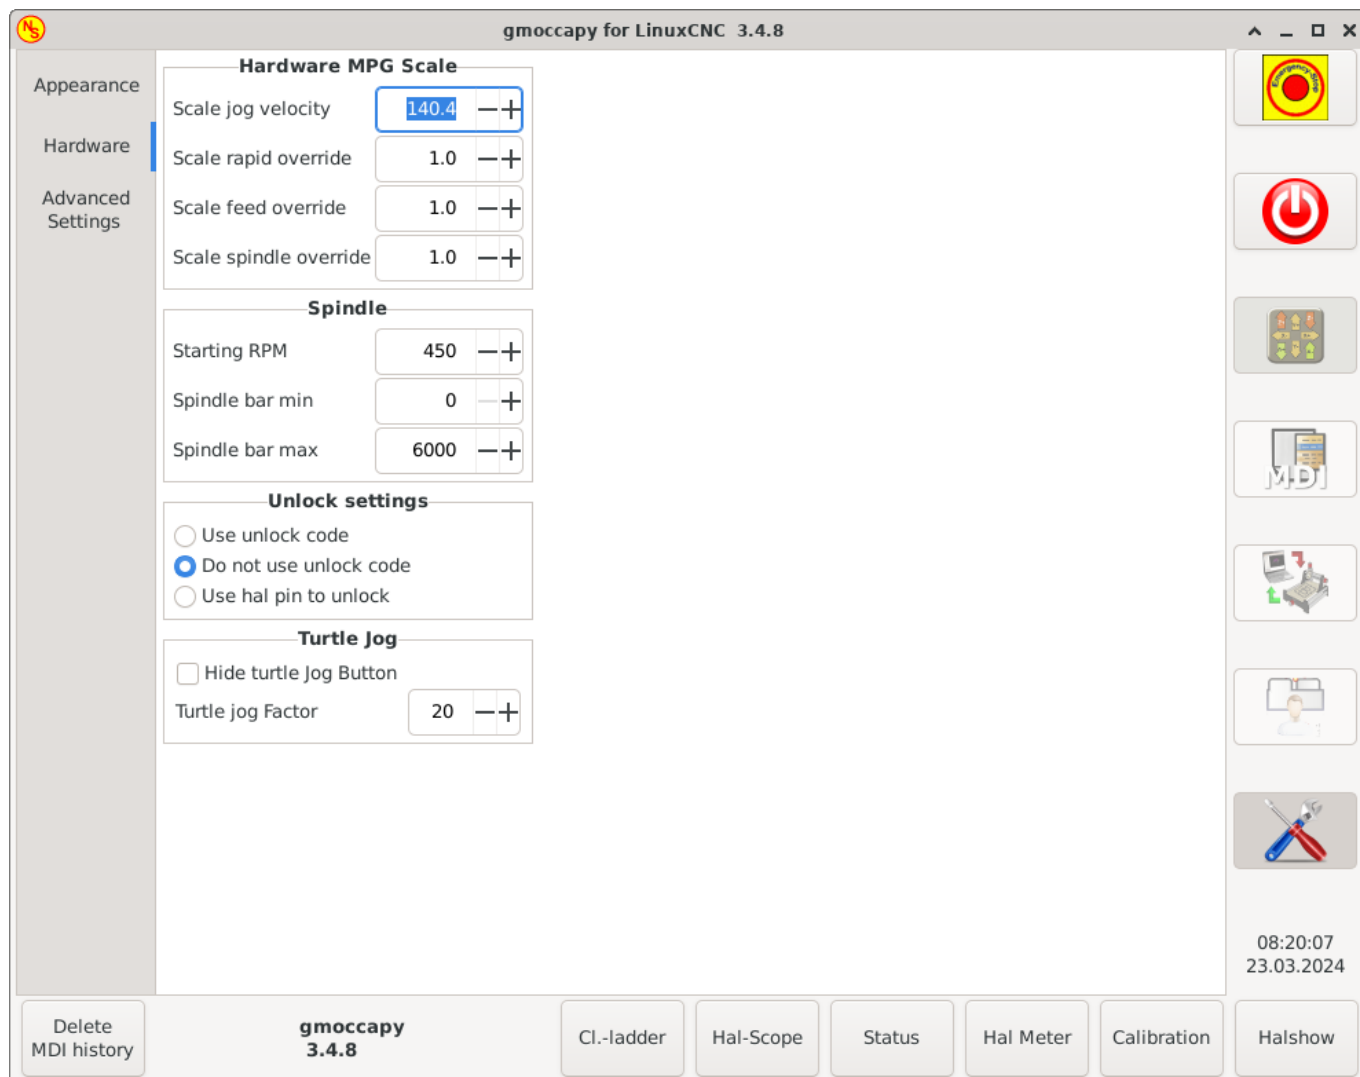 gmoccapy for LinuxCNC 3.4.8
Appearance
Hardware
Advanced
Settings
Hardware MPG Scale
Scale jog velocity 140.4
Scale rapid override 1.0
Scale feed override 1.0
Scale spindle override 1.0
Spindle
Starting RPM 450
Spindle bar min 0
Spindle bar max 6000
Unlock settings
Use unlock code
Do not use unlock code
Use hal pin to unlock
Turtle Jog
Hide turtle Jog Button
Turtle jog Factor 20
Emergency-Stop
MDI
08:20:07
23.03.2024
Delete
MDI history
gmoccapy
3.4.8
Cl.-ladder
Hal-Scope
Status
Hal Meter
Calibration
Halshow